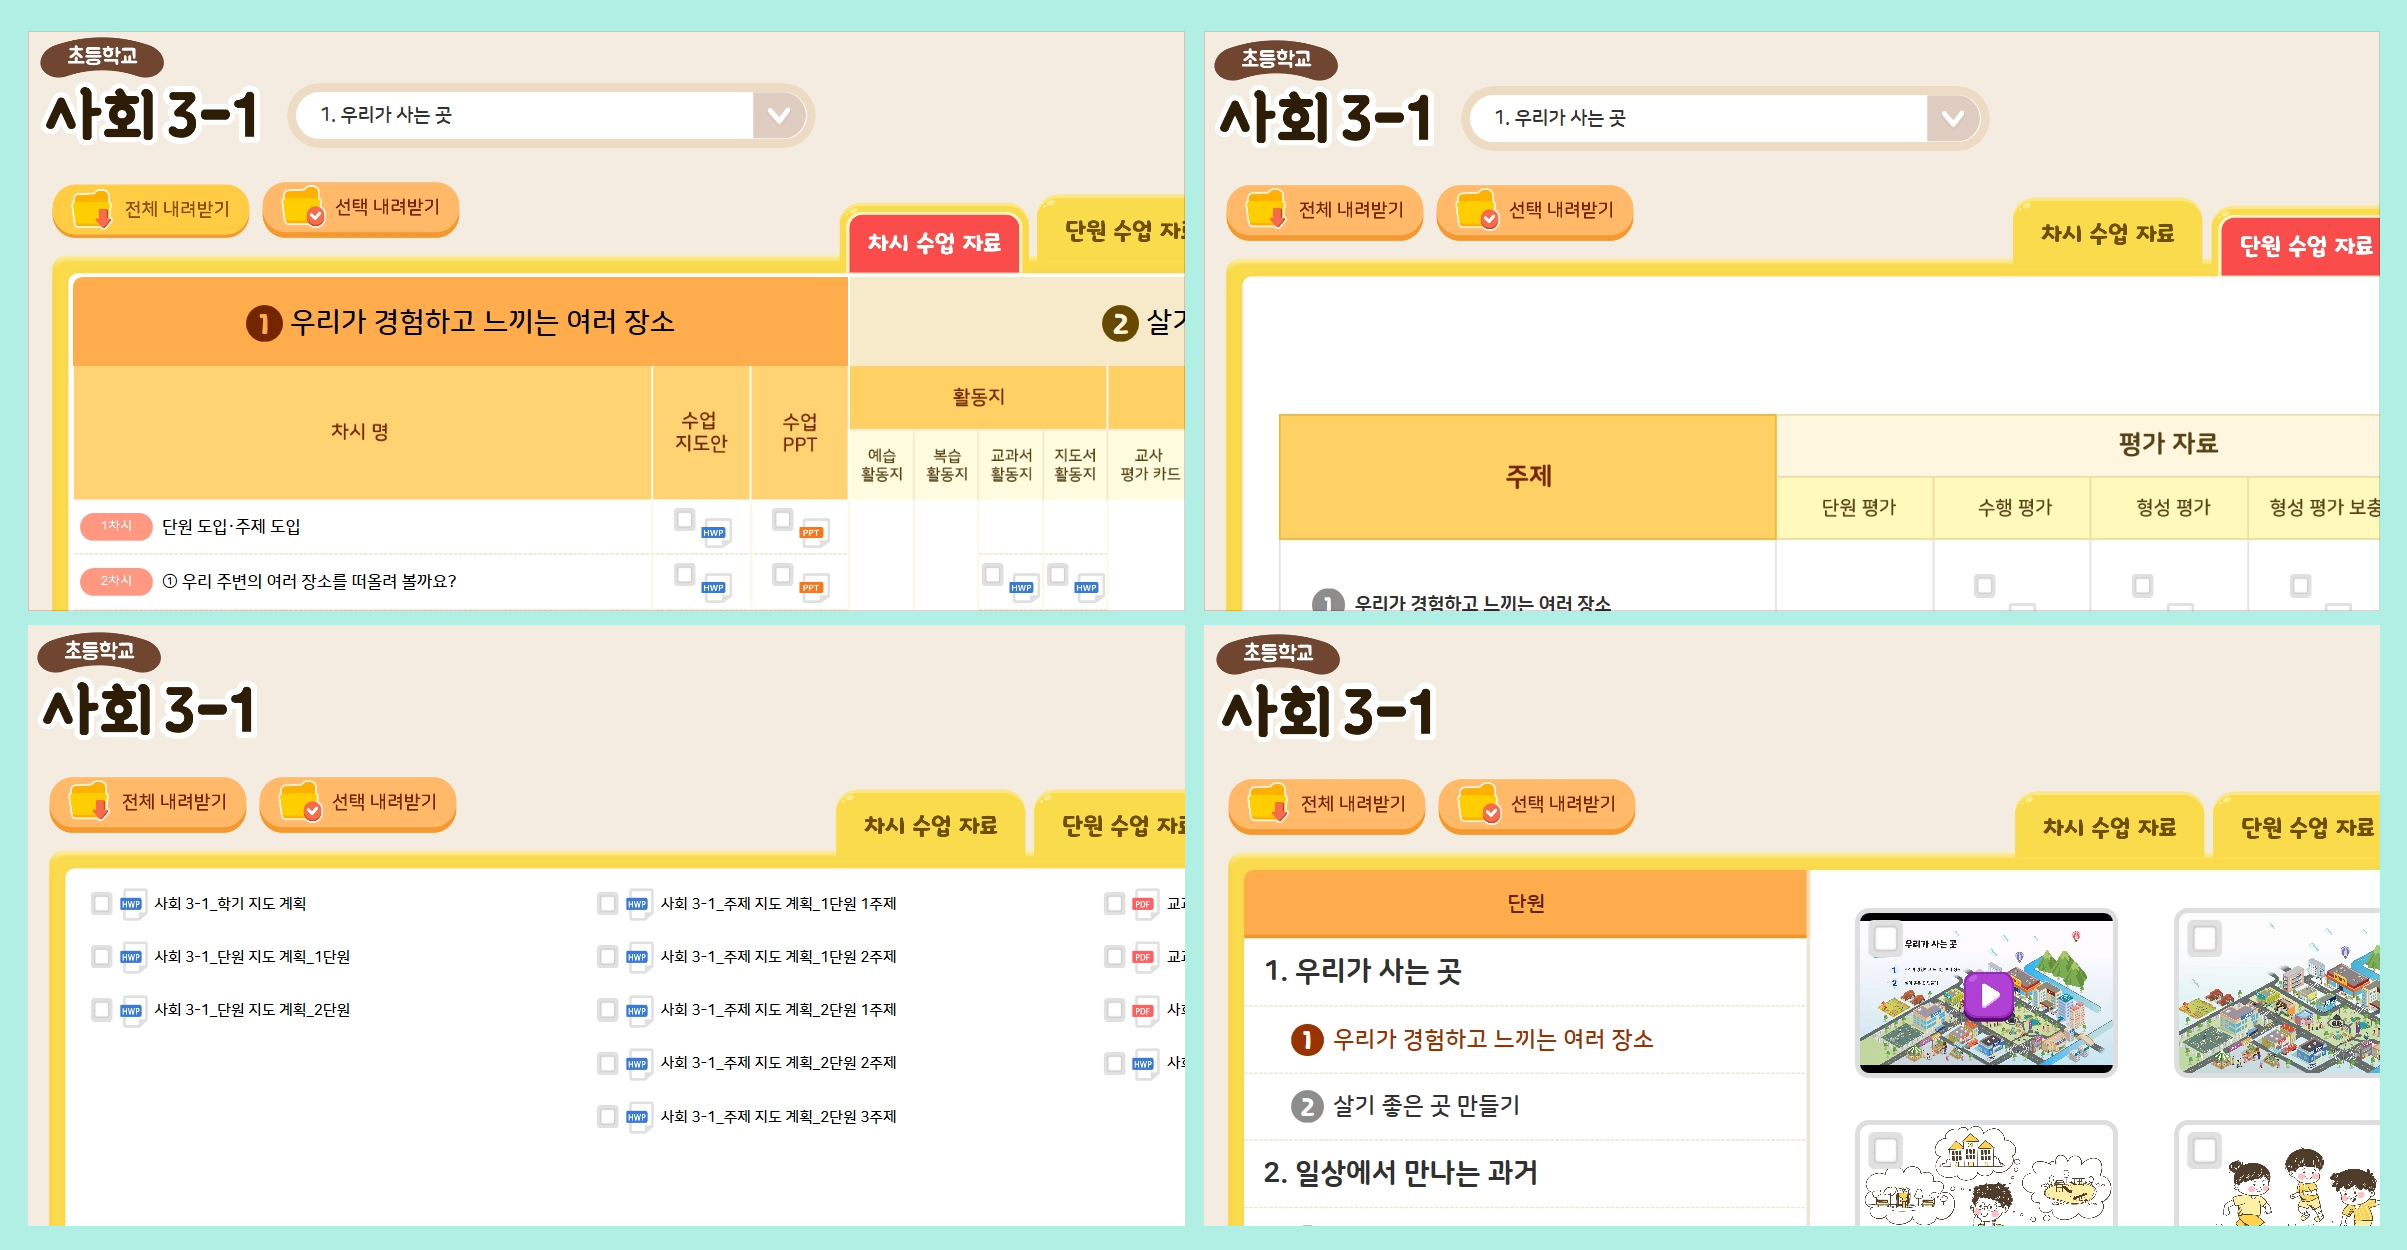 초등학교
사회 3-1
1. 우리가 사는 곳
전체 내려받기
선택 내려받기
차시 수업 자료
단원 수업
1 우리가 경험하고 느끼는 여러 장소
2
차시 명
수업 지도안
수업 PPT
활동지
예습 활동지
복습 활동지
교과서 활동지
지도서 활동지
교사 평가 카드
1차시 단원 도입·주제 도입
HWP
PPT
2차시 ① 우리 주변의 여러 장소를 떠올려 볼까요?
HWP
PPT
HWP
HWP
초등학교
사회 3-1
1. 우리가 사는 곳
전체 내려받기
선택 내려받기
차시 수업 자료
단원 수업 자료
주제
평가 자료
단원 평가
수행 평가
형성 평가
형성 평가 보충
1 우리가 경험하고 느끼는 여러 장소
초등학교
사회 3-1
전체 내려받기
선택 내려받기
차시 수업 자료
단원 수업
HWP 사회 3-1_학기 지도 계획
HWP 사회 3-1_주제 지도 계획_1단원 1주제
PDF
HWP 사회 3-1_단원 지도 계획_1단원
HWP 사회 3-1_주제 지도 계획_1단원 2주제
PDF
HWP 사회 3-1_단원 지도 계획_2단원
HWP 사회 3-1_주제 지도 계획_2단원 1주제
PDF
HWP 사회 3-1_주제 지도 계획_2단원 2주제
HWP
HWP 사회 3-1_주제 지도 계획_2단원 3주제
초등학교
사회 3-1
전체 내려받기
선택 내려받기
차시 수업 자료
단원 수업 자료
단원
1. 우리가 사는 곳
1 우리가 경험하고 느끼는 여러 장소
2 살기 좋은 곳 만들기
2. 일상에서 만나는 과거
우리가 사는 곳
1
2